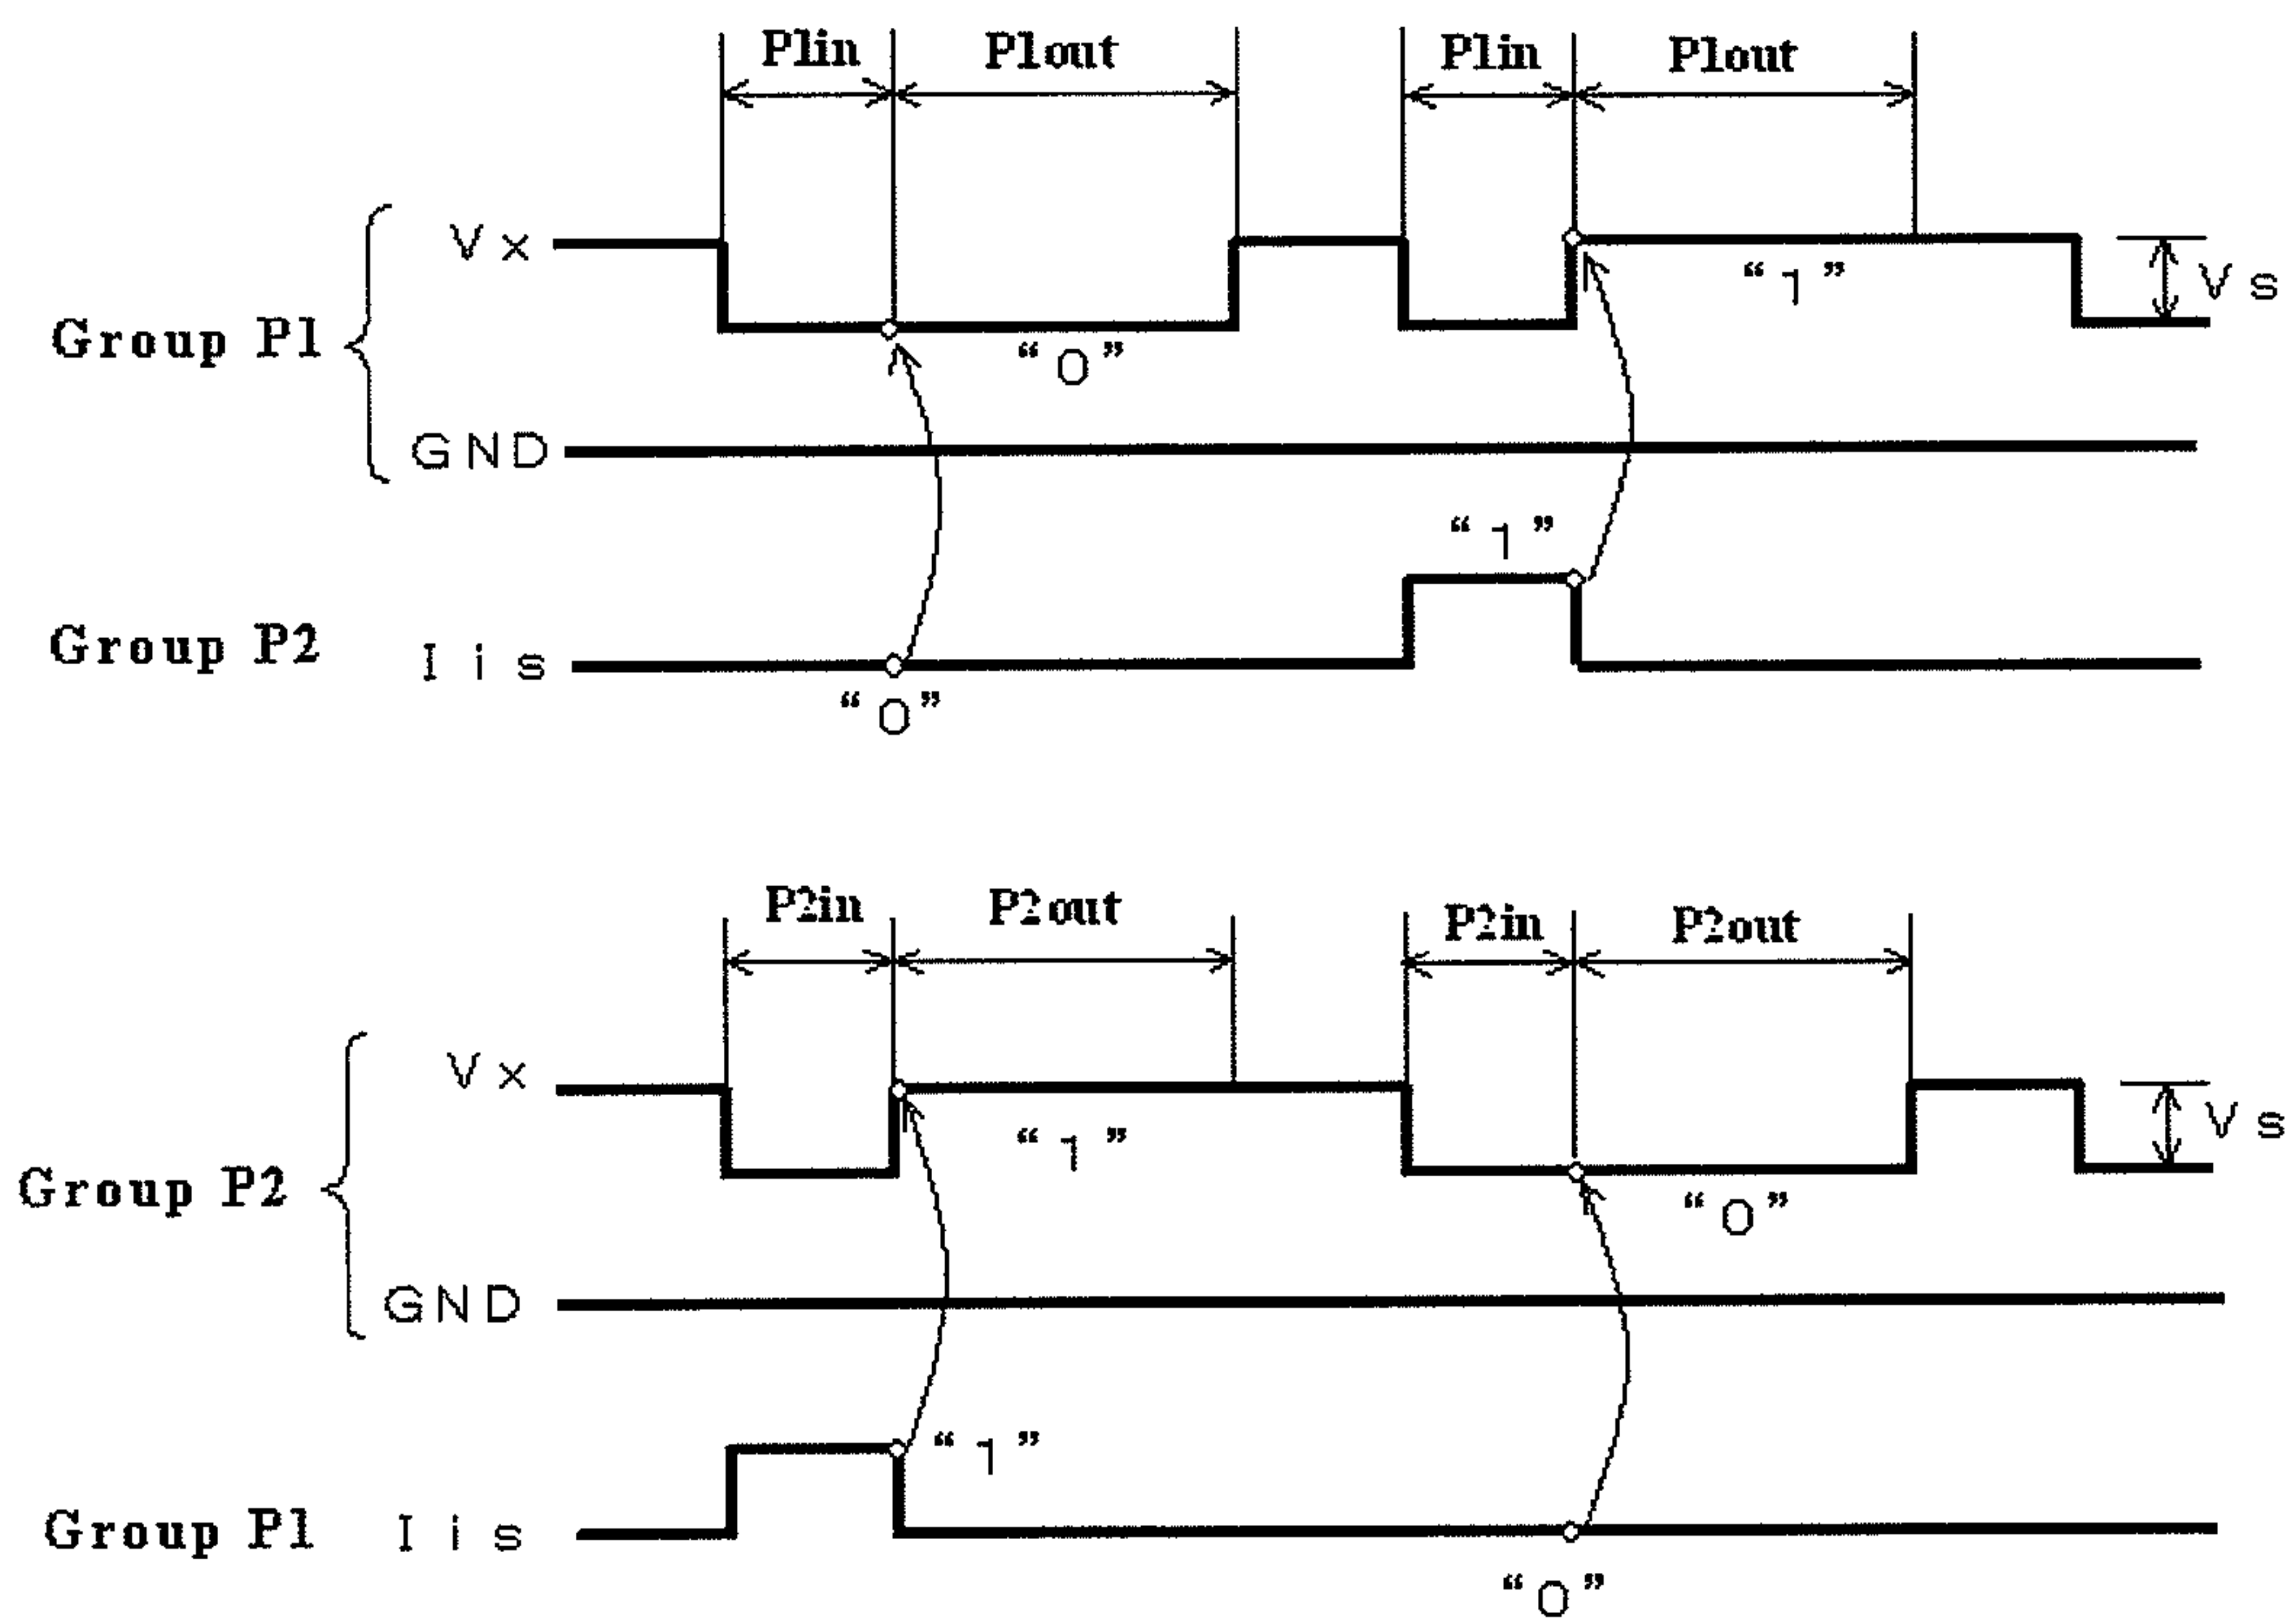 P1in P1out P1in P1out
Vx
“0” “1” Vs
Group P1
GND
“1”
Group P2 Iis
“0”
P2in P2out P2in P2out
Vx
“1” “0” Vs
Group P2
GND
“1”
Group P1 Iis
“0”